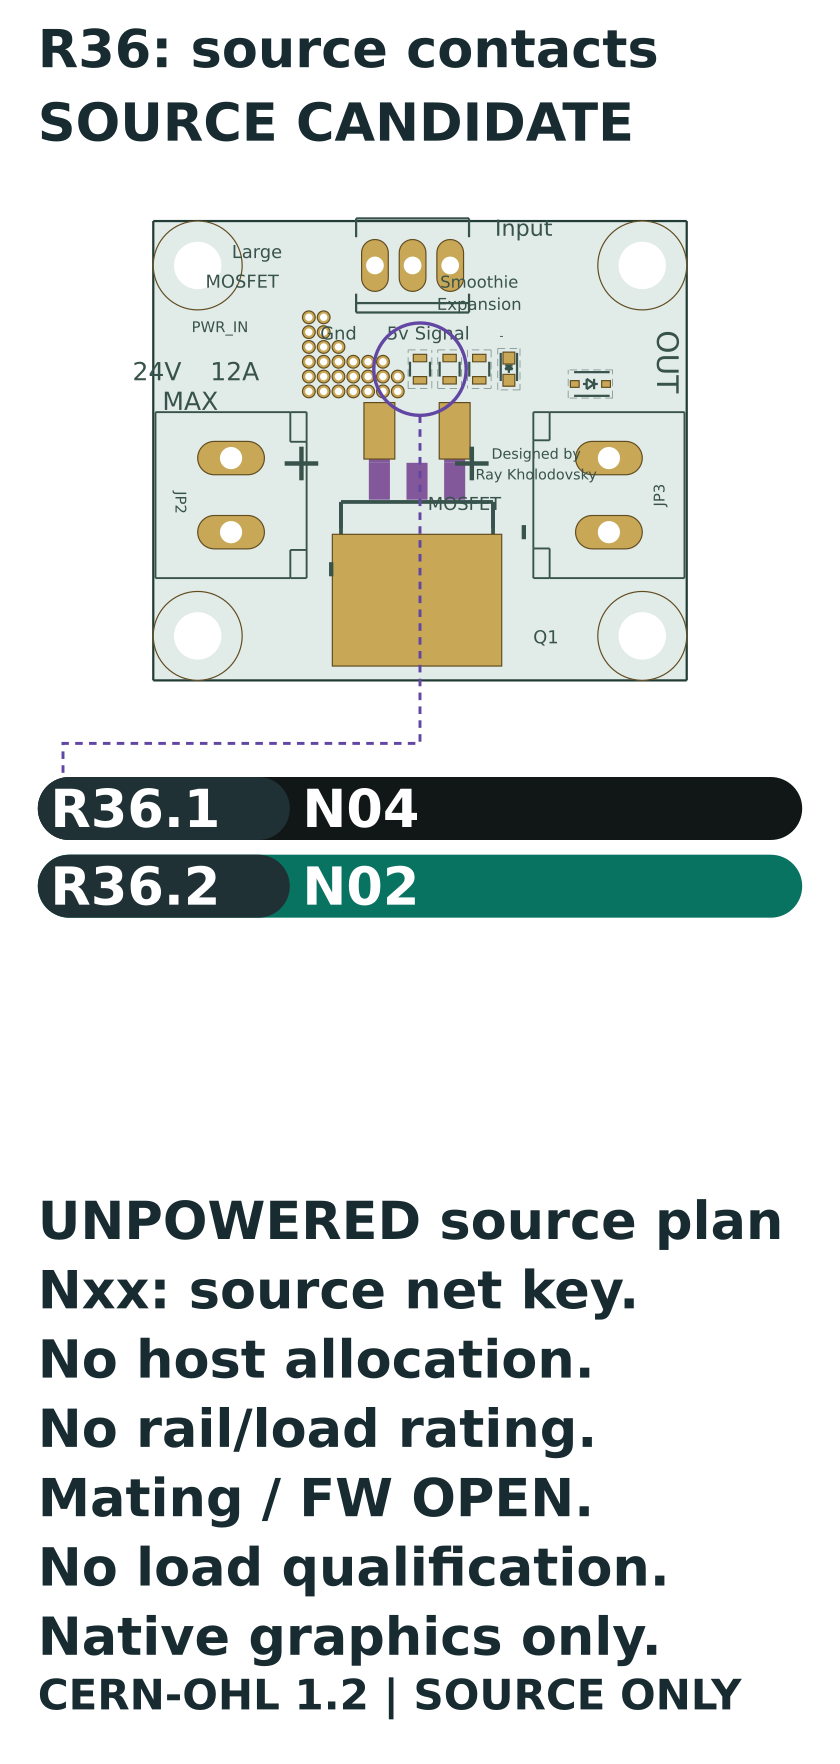 R36: source contacts
SOURCE CANDIDATE
Input
Large
MOSFET
Smoothie
Expansion
PWR_IN
Gnd
5v Signal
-
OUT
24V 12A
MAX
Designed by
Ray Kholodovsky
JP2
JP3
+
+
MOSFET
-
-
Q1
R36.1 N04
R36.2 N02
UNPOWERED source plan
Nxx: source net key.
No host allocation.
No rail/load rating.
Mating / FW OPEN.
No load qualification.
Native graphics only.
CERN-OHL 1.2 | SOURCE ONLY